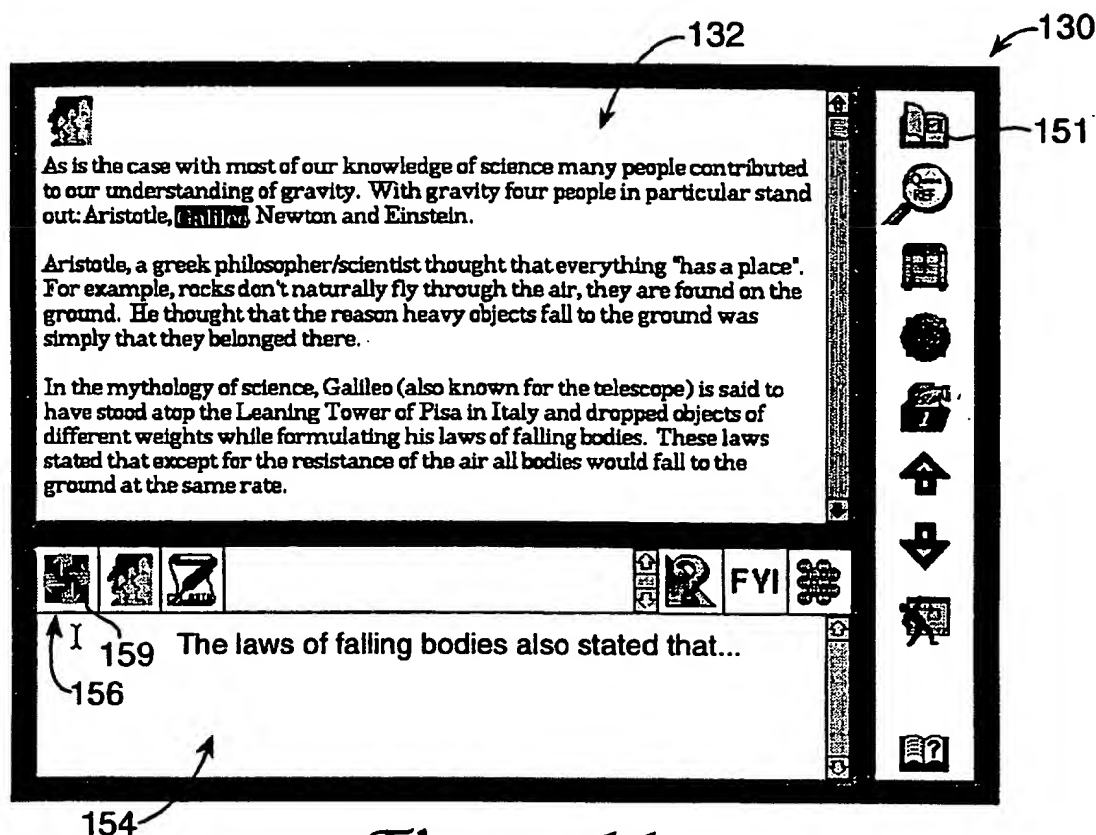 132
130
151
As is the case with most of our knowledge of science many people contributed
to our understanding of gravity. With gravity four people in particular stand
out: Aristotle, Galileo, Newton and Einstein.
Aristotle, a greek philosopher/scientist thought that everything "has a place".
For example, rocks don't naturally fly through the air, they are found on the
ground. He thought that the reason heavy objects fall to the ground was
simply that they belonged there.
In the mythology of science, Galileo (also known for the telescope) is said to
have stood atop the Leaning Tower of Pisa in Italy and dropped objects of
different weights while formulating his laws of falling bodies. These laws
stated that except for the resistance of the air all bodies would fall to the
ground at the same rate.
REF
1
R FYI
159 The laws of falling bodies also stated that...
156
?
154